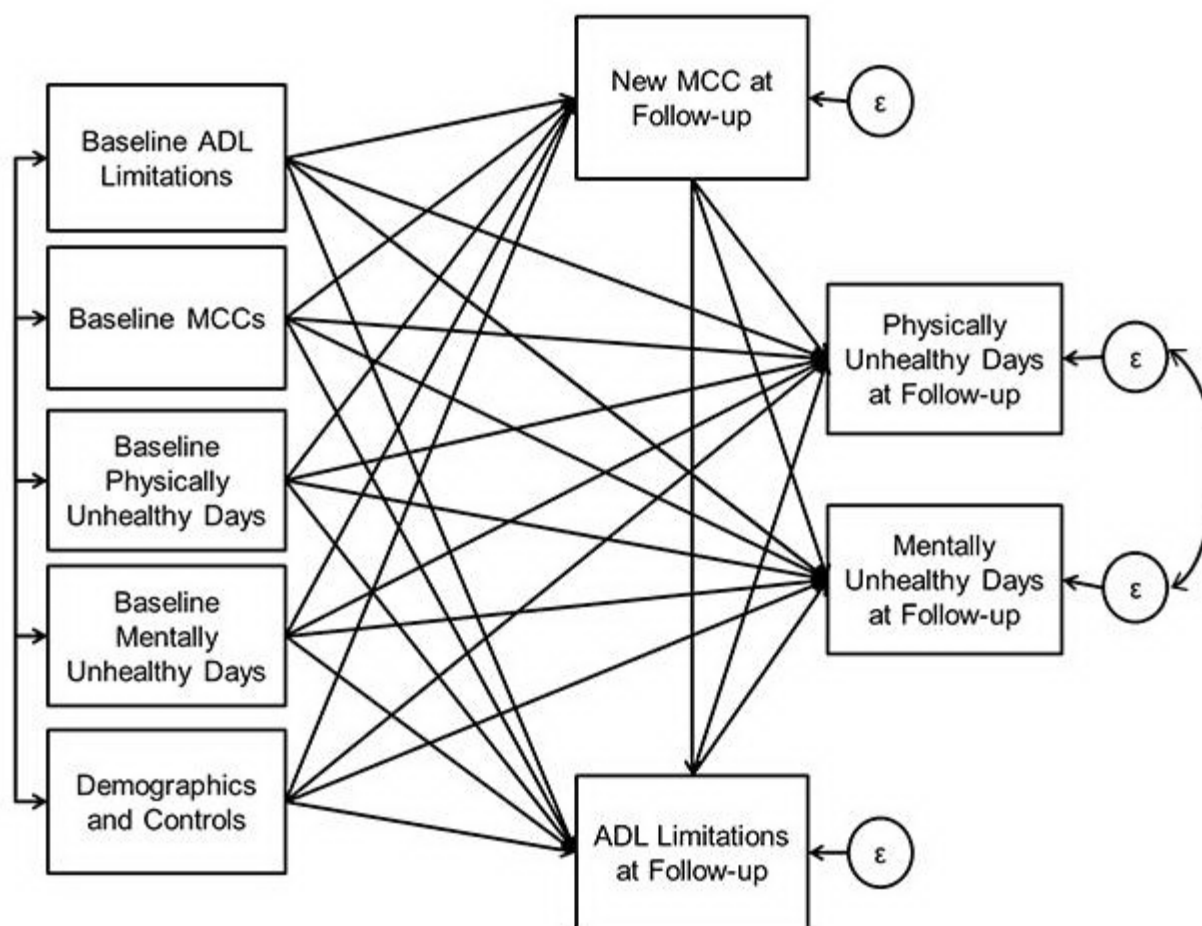 Baseline ADL
Limitations
Baseline MCCs
Baseline
Physically
Unhealthy Days
Baseline
Mentally
Unhealthy Days
Demographics
and Controls
New MCC at
Follow-up
ε
Physically
Unhealthy Days
at Follow-up
ε
Mentally
Unhealthy Days
at Follow-up
ε
ADL Limitations
at Follow-up
ε